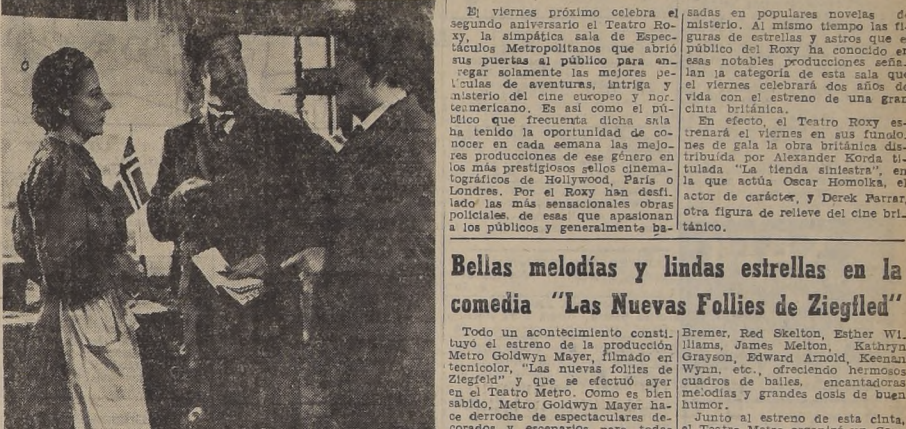 El viernes próximo celebra el
segundo aniversario el Teatro Ro-
xy, la simpática sala de Espec-
táculos Metropolitanos que abrió
sus puertas al público para en-
regar solamente las mejores pe-
lículas de aventuras, intriga y
misterio del cine europeo y nor-
teamericano. Es así como el pú-
blico que frecuenta dicha sala
ha tenido la oportunidad de co-
nocer en cada semana las mejo-
res producciones de ese género en
los más prestigiosos sellos cinema-
tográficos de Hollywood, París o
Londres. Por el Roxy han desfi-
lado las más sensacionales obras
policiales, de esas que apasionan
a los públicos y generalmente ba-
sadas en populares novelas de
misterio. Al mismo tiempo las fi-
guras de estrellas y astros que el
público del Roxy ha conocido en
esas notables producciones seña-
lan la categoría de esta sala que
el viernes celebrará dos años de
vida con el estreno de una gran
cinta británica.
En efecto, el Teatro Roxy es-
trenará el viernes en sus funcio-
nes de gala la obra británica dis-
tribuída por Alexander Korda ti-
tulada "La tienda siniestra", en
la que actúa Oscar Homolka, el
actor de carácter, y Derek Farrar,
otra figura de relieve del cine bri-
tánico.
Bellas melodías y lindas estrellas en la
comedia "Las Nuevas Follies de Ziegfled"
Todo un acontecimiento consti-
tuyó el estreno de la producción
Metro Goldwyn Mayer, filmado en
tecnicolor, "Las nuevas follies de
Ziegfeld" y que se efectuó ayer
en el Teatro Metro. Como es bien
sabido, Metro Goldwyn Mayer ha-
ce derroche de espectaculares de-
corados y escenarios para todas
Bremer, Red Skelton, Esther Wi-
lliams, James Melton, Kathryn
Grayson, Edward Arnold, Keenan
Wynn, etc., ofreciendo hermosos
cuadros de bailes, encantadoras
melodías y grandes dosis de buen
humor.
Junto al estreno de esta cinta,
el Teatro Metro